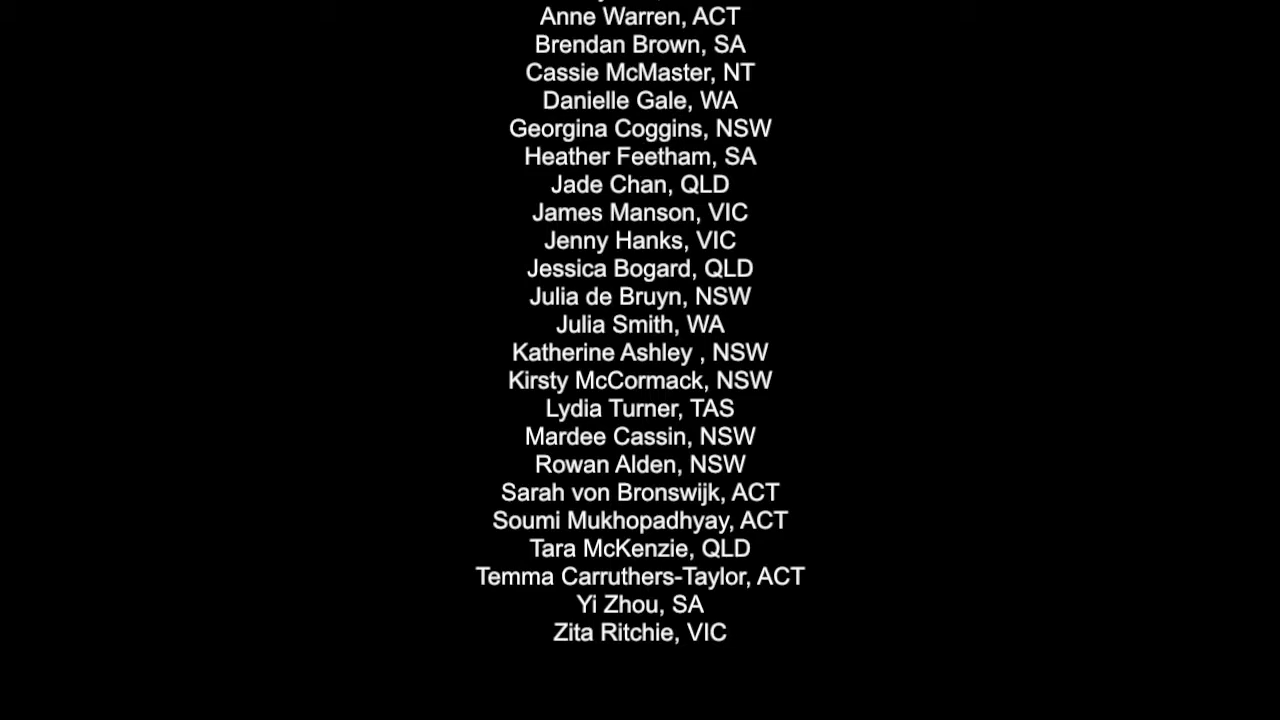 Anne Warren, ACT
Brendan Brown, SA
Cassie McMaster, NT
Danielle Gale, WA
Georgina Coggins, NSW
Heather Feetham, SA
Jade Chan, QLD
James Manson, VIC
Jenny Hanks, VIC
Jessica Bogard, QLD
Julia de Bruyn, NSW
Julia Smith, WA
Katherine Ashley , NSW
Kirsty McCormack, NSW
Lydia Turner, TAS
Mardee Cassin, NSW
Rowan Alden, NSW
Sarah von Bronswijk, ACT
Soumi Mukhopadhyay, ACT
Tara McKenzie, QLD
Temma Carruthers-Taylor, ACT
Yi Zhou, SA
Zita Ritchie, VIC